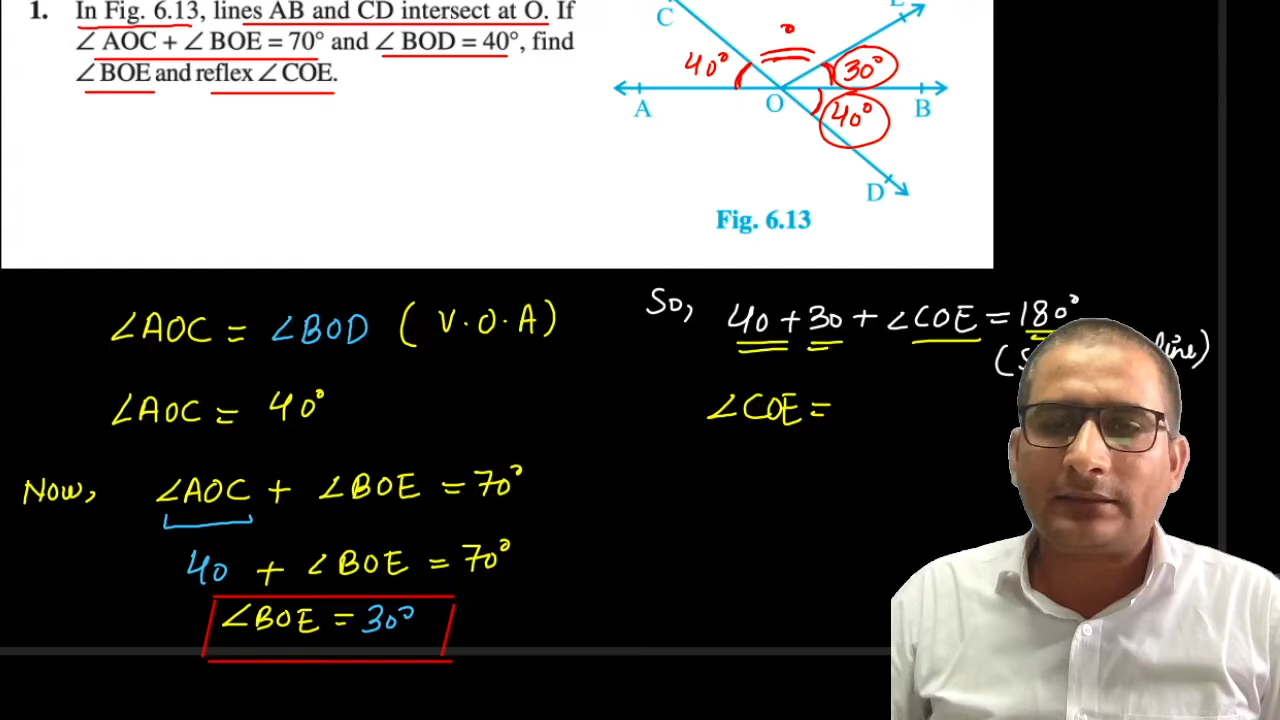 1. In Fig. 6.13, lines AB and CD intersect at O. If
∠ AOC + ∠ BOE = 70° and ∠ BOD = 40°, find
∠ BOE and reflex ∠ COE.
C
E
40°
30°
A
O
40°
B
D
Fig. 6.13
∠AOC = ∠BOD (V.O.A)
∠AOC = 40°
Now, ∠AOC + ∠BOE = 70°
40 + ∠BOE = 70°
∠BOE = 30°
So, 40 + 30 + ∠COE = 180°
( line)
∠COE =